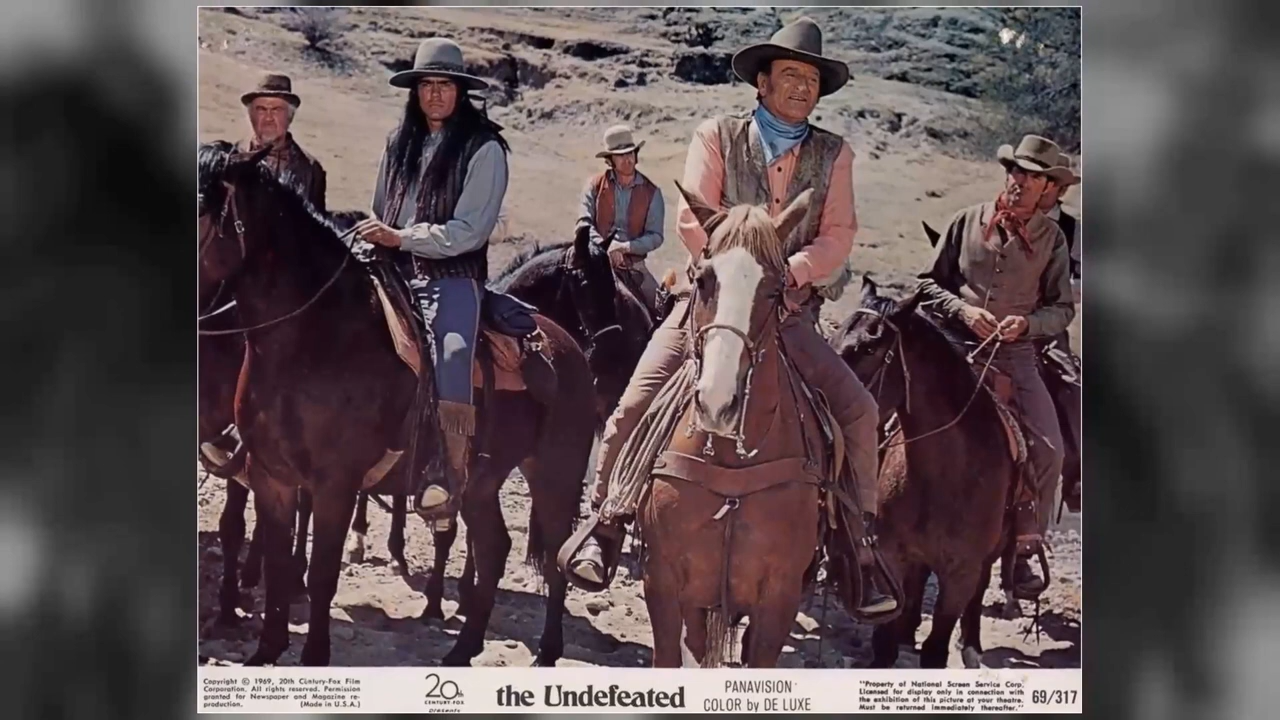 Copyright © 1969, 20th Century-Fox Film
Corporation. All rights reserved. Permission
granted for Newspaper and Magazine re-
production. (Made in U.S.A.)
20th
CENTURY-FOX
presents
the Undefeated
PANAVISION
COLOR by DE LUXE
"Property of National Screen Service Corp.
Licensed for display only in connection with
the exhibition of this picture at your theatre.
Must be returned immediately thereafter."
69/317